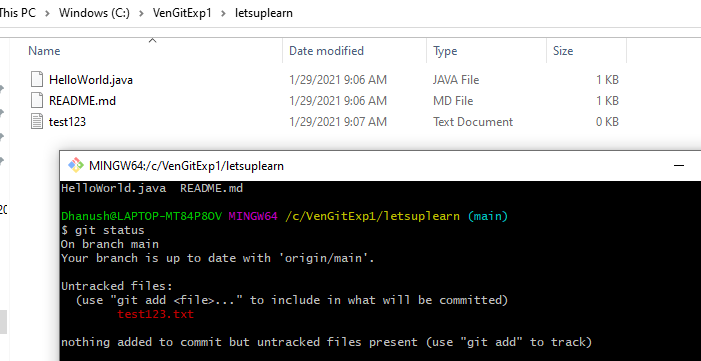 This PC > Windows (C:) > VenGitExp1 > letsuplearn
Name Date modified Type Size
HelloWorld.java 1/29/2021 9:06 AM JAVA File 1 KB
README.md 1/29/2021 9:06 AM MD File 1 KB
test123 1/29/2021 9:07 AM Text Document 0 KB
MINGW64:/c/VenGitExp1/letsuplearn
HelloWorld.java README.md
Dhanush@LAPTOP-MT84P8OV MINGW64 /c/VenGitExp1/letsuplearn (main)
$ git status
On branch main
Your branch is up to date with 'origin/main'.
Untracked files:
(use "git add <file>..." to include in what will be committed)
test123.txt
nothing added to commit but untracked files present (use "git add" to track)